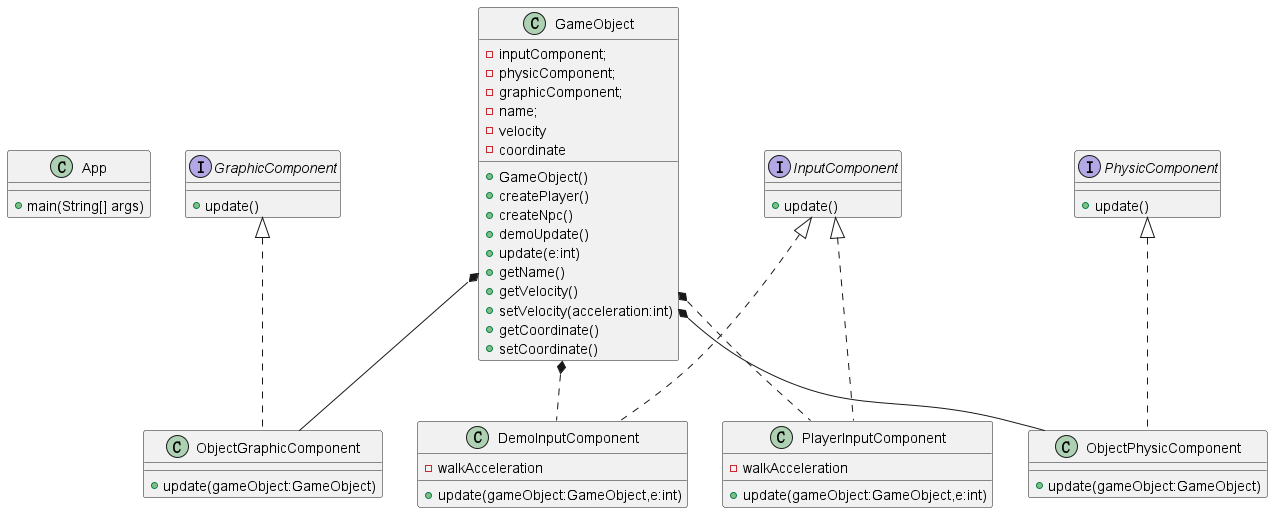 C GameObject
inputComponent;
physicComponent;
graphicComponent;
name;
velocity
coordinate
GameObject()
createPlayer()
createNpc()
demoUpdate()
update(e:int)
getName()
getVelocity()
setVelocity(acceleration:int)
getCoordinate()
setCoordinate()
C App
main(String[] args)
I GraphicComponent
update()
I InputComponent
update()
I PhysicComponent
update()
C ObjectGraphicComponent
update(gameObject:GameObject)
C DemoInputComponent
walkAcceleration
update(gameObject:GameObject,e:int)
C PlayerInputComponent
walkAcceleration
update(gameObject:GameObject,e:int)
C ObjectPhysicComponent
update(gameObject:GameObject)